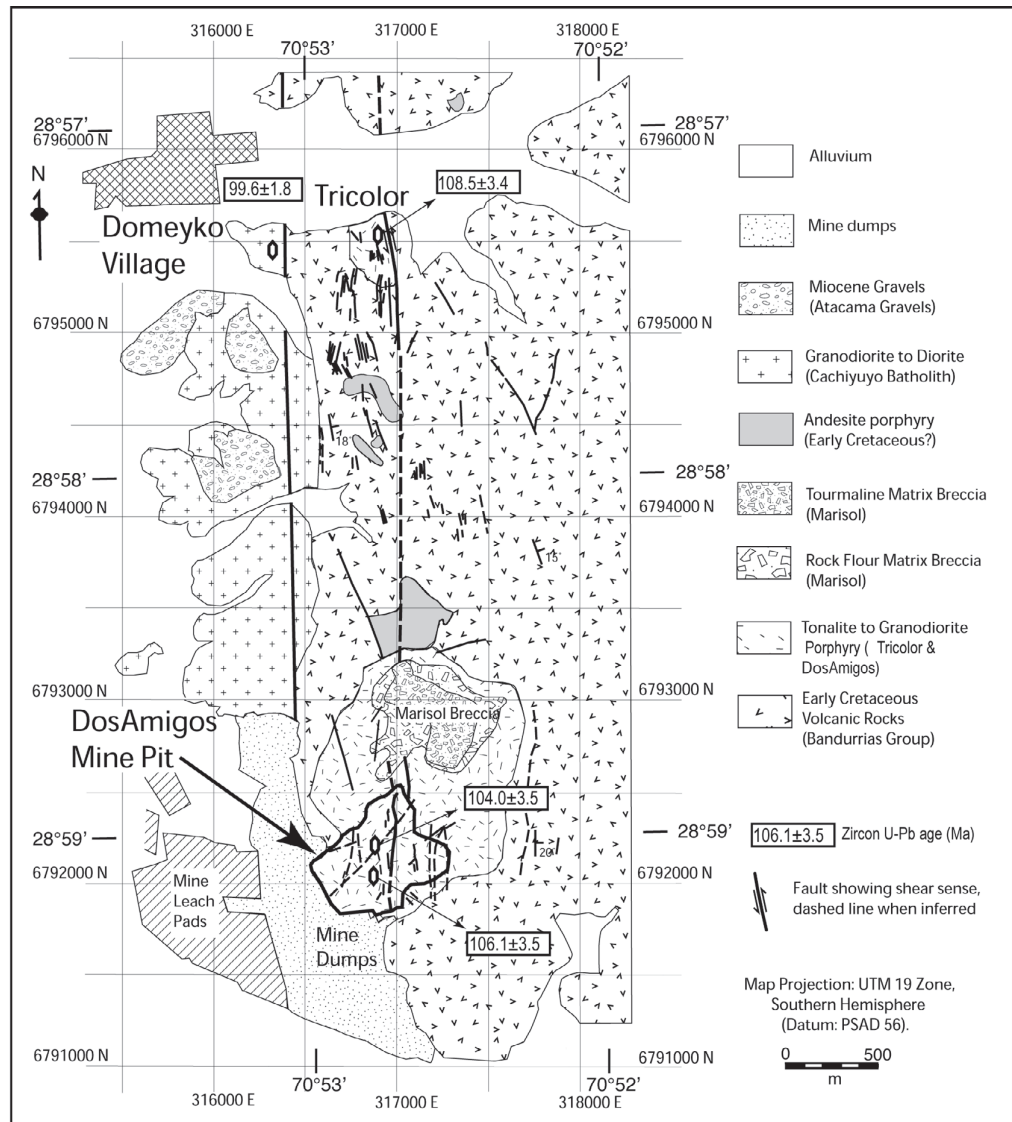 316000 E
317000 E
318000 E
70°53'
70°52'
28°57'
6796000 N
28°57'
6796000 N
N
99.6±1.8
Tricolor
108.5±3.4
Domeyko
Village
6795000 N
6795000 N
18°
28°58'
6794000 N
28°58'
6794000 N
15°
6793000 N
6793000 N
Marisol Breccia
DosAmigos
Mine Pit
104.0±3.5
28°59'
6792000 N
28°59'
6792000 N
20°
Mine
Leach
Pads
Mine
Dumps
106.1±3.5
6791000 N
6791000 N
70°53'
70°52'
316000 E
317000 E
318000 E
Alluvium
Mine dumps
Miocene Gravels
(Atacama Gravels)
Granodiorite to Diorite
(Cachiyuyo Batholith)
Andesite porphyry
(Early Cretaceous?)
Tourmaline Matrix Breccia
(Marisol)
Rock Flour Matrix Breccia
(Marisol)
Tonalite to Granodiorite
Porphyry ( Tricolor &
DosAmigos)
Early Cretaceous
Volcanic Rocks
(Bandurrias Group)
106.1±3.5 Zircon U-Pb age (Ma)
Fault showing shear sense,
dashed line when inferred
Map Projection: UTM 19 Zone,
Southern Hemisphere
(Datum: PSAD 56).
0 500
m